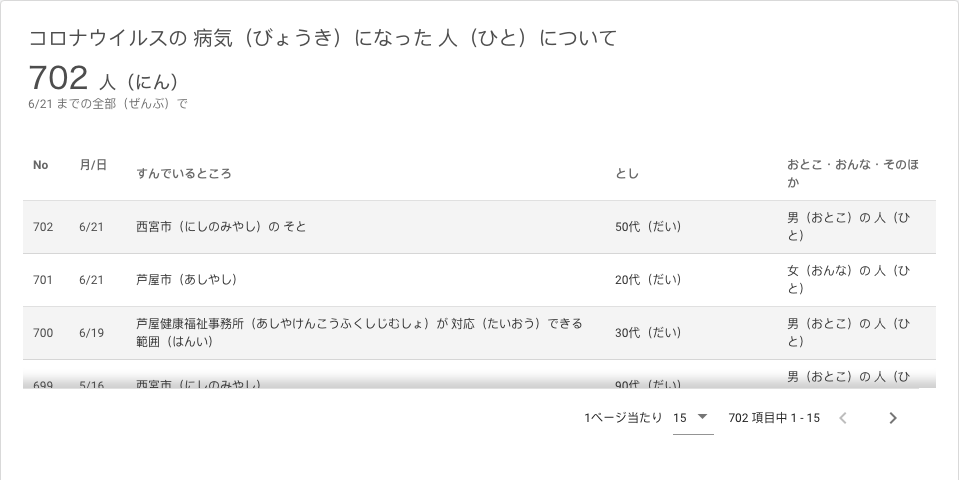 コロナウイルスの 病気（びょうき）になった 人（ひと）について
702 人（にん）
6/21 までの全部（ぜんぶ）で
No 月/日 すんでいるところ とし おとこ・おんな・そのほ
か
702 6/21 西宮市（にしのみやし）の そと 50代（だい） 男（おとこ）の 人（ひ
と）
701 6/21 芦屋市（あしやし） 20代（だい） 女（おんな）の 人（ひ
と）
700 6/19 芦屋健康福祉事務所（あしやけんこうふくしじむしょ）が 対応（たいおう）できる
範囲（はんい） 30代（だい） 男（おとこ）の 人（ひ
と）
699 5/16 西宮市（にしのみやし） 90代（だい） 男（おとこ）の 人（ひ
1ページ当たり 15 702 項目中 1 - 15